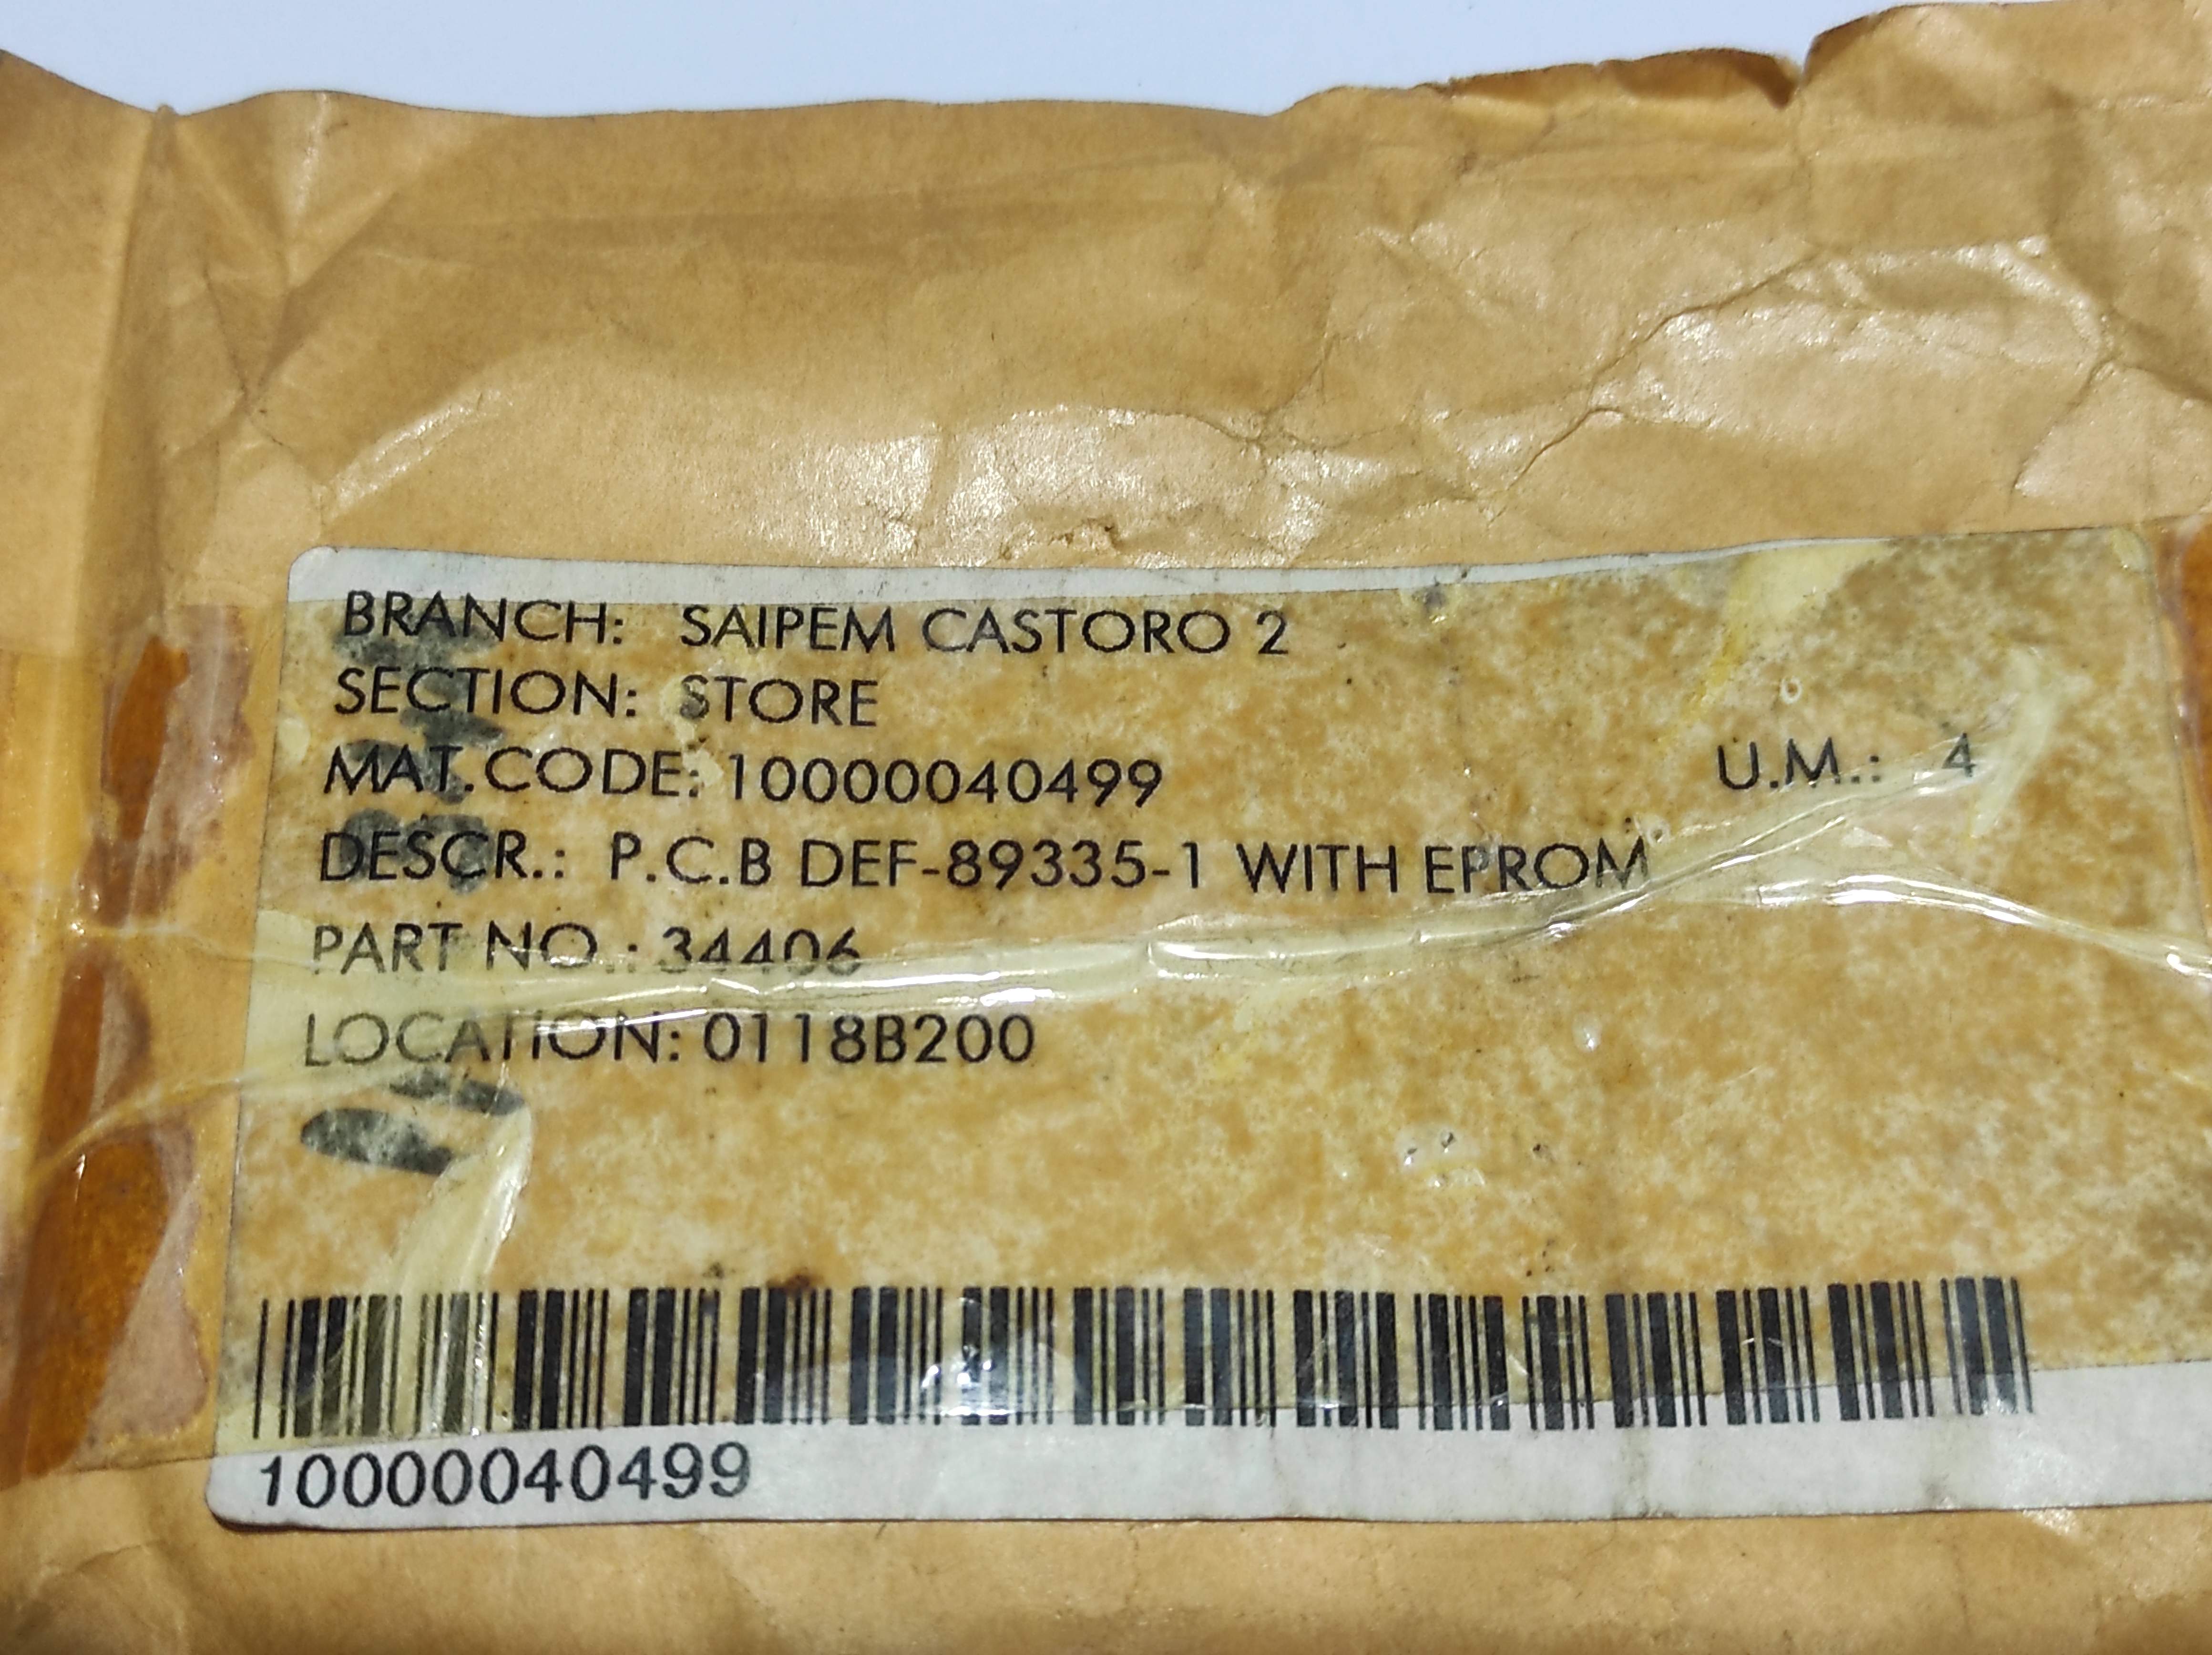 BRANCH: SAIPEM CASTORO 2
SECTION: STORE
MAT.CODE: 10000040499 U.M.: 4
DESCR.: P.C.B DEF-89335-1 WITH EPROM
PART NO.: 34406
LOCATION: 0118B200
10000040499